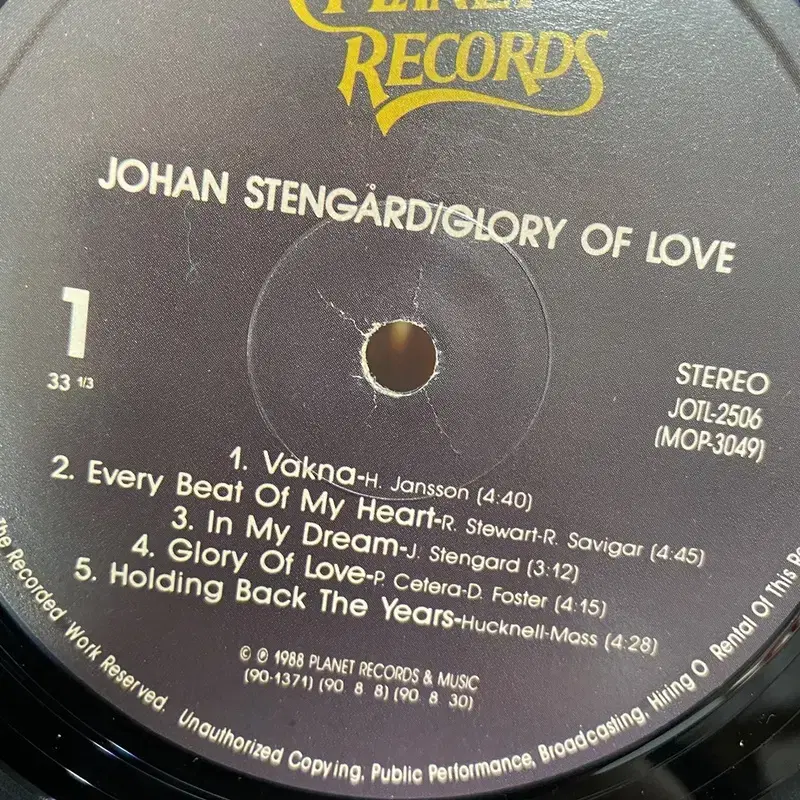 PLANET
RECORDS
JOHAN STENGÅRD/GLORY OF LOVE
1
33 1/3
STEREO
JOTL-2506
(MOP-3049)
1. Vakna-H. Jansson (4:40)
2. Every Beat Of My Heart-R. Stewart-R. Savigar (4:45)
3. In My Dream-J. Stengard (3:12)
4. Glory Of Love-P. Cetera-D. Foster (4:15)
5. Holding Back The Years-Hucknell-Mass (4:28)
© ℗ 1988 PLANET RECORDS & MUSIC
(90-1371) (90 8 8) (90 8 30)
The Recorded Work Reserved. Unauthorized Copying, Public Performance, Broadcasting, Hiring O Rental Of This